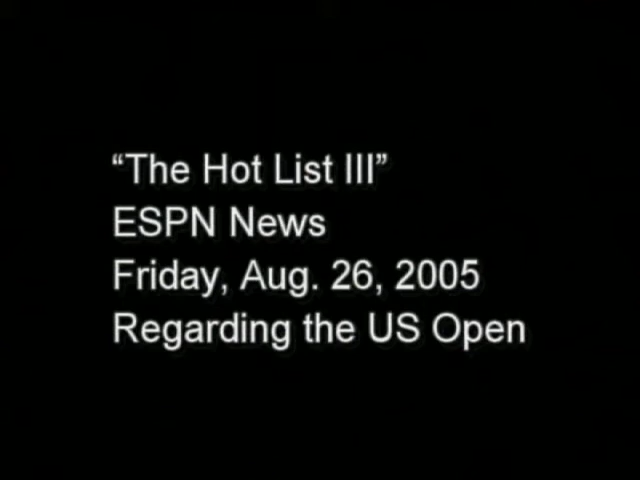 “The Hot List III”
ESPN News
Friday, Aug. 26, 2005
Regarding the US Open